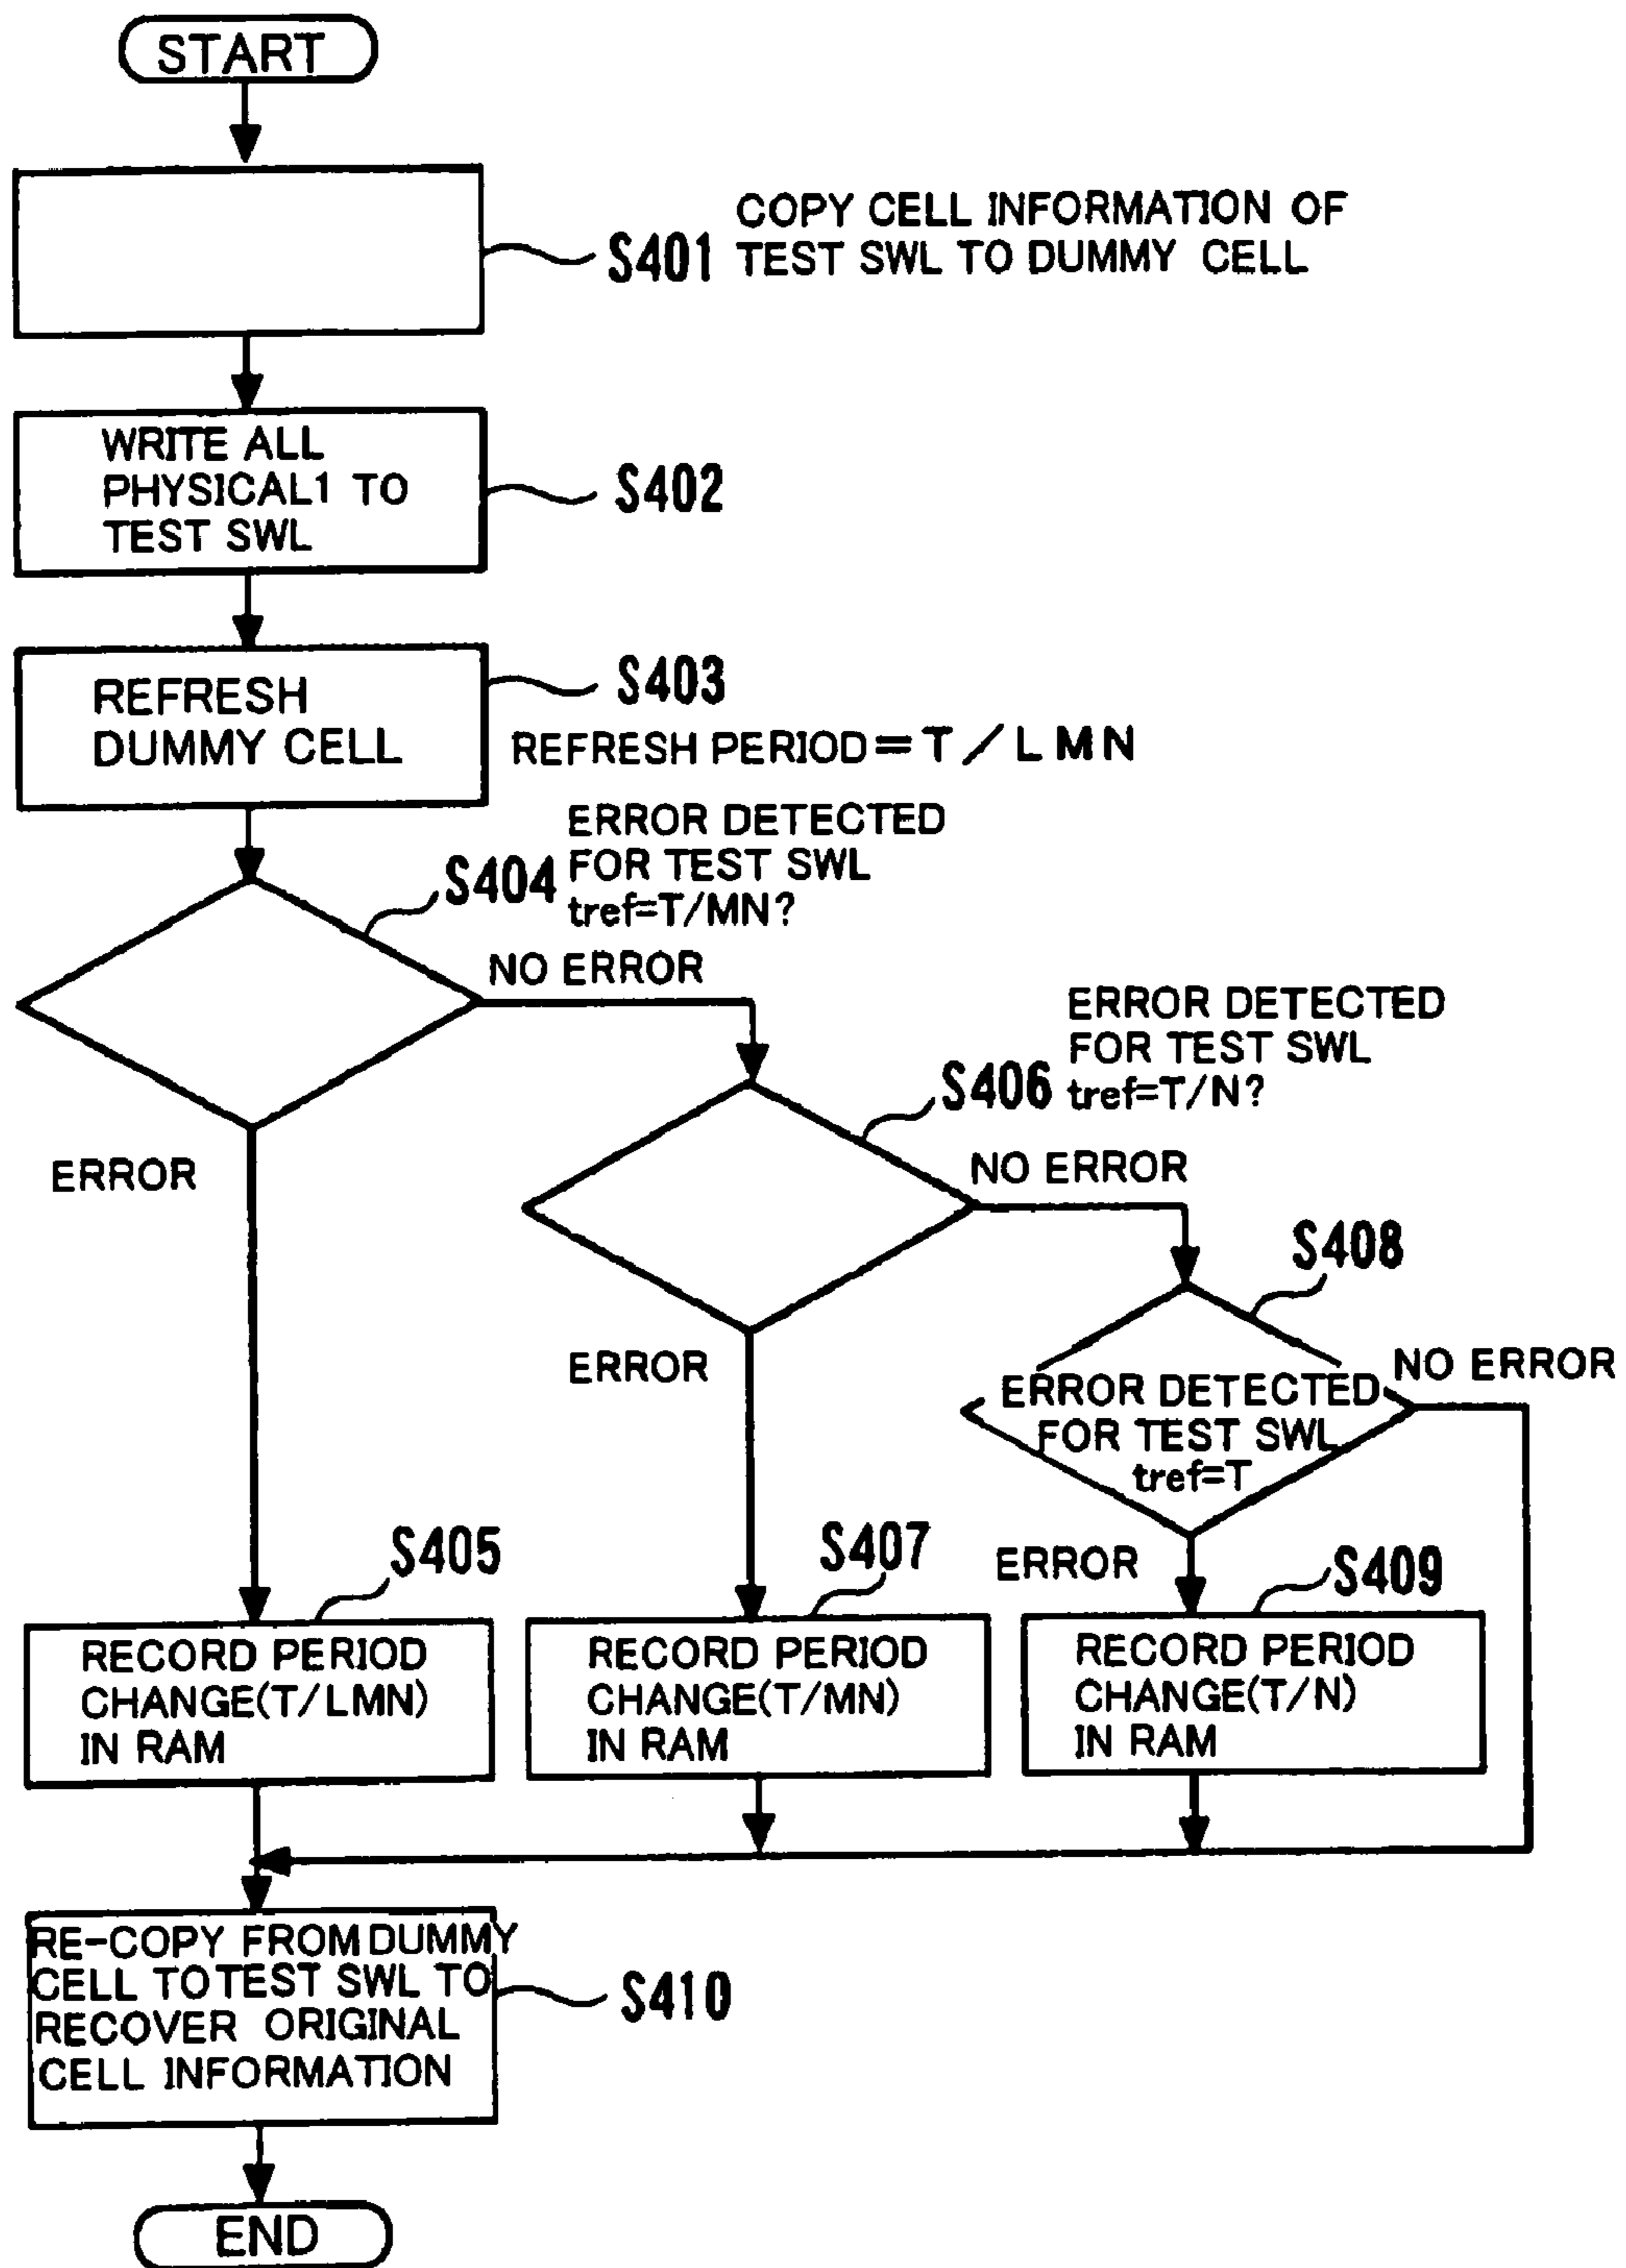 START
COPY CELL INFORMATION OF
S401 TEST SWL TO DUMMY CELL
WRITE ALL
PHYSICAL1 TO
TEST SWL
S402
REFRESH
DUMMY CELL
S403
REFRESH PERIOD=T/LMN
ERROR DETECTED
FOR TEST SWL
tref=T/MN?
S404
NO ERROR
ERROR
ERROR DETECTED
FOR TEST SWL
tref=T/N?
S406
NO ERROR
ERROR
S408
ERROR DETECTED
FOR TEST SWL
tref=T
NO ERROR
ERROR
S405
RECORD PERIOD
CHANGE(T/LMN)
IN RAM
S407
RECORD PERIOD
CHANGE(T/MN)
IN RAM
S409
RECORD PERIOD
CHANGE(T/N)
IN RAM
RE-COPY FROM DUMMY
CELL TO TEST SWL TO
RECOVER ORIGINAL
CELL INFORMATION
S410
END